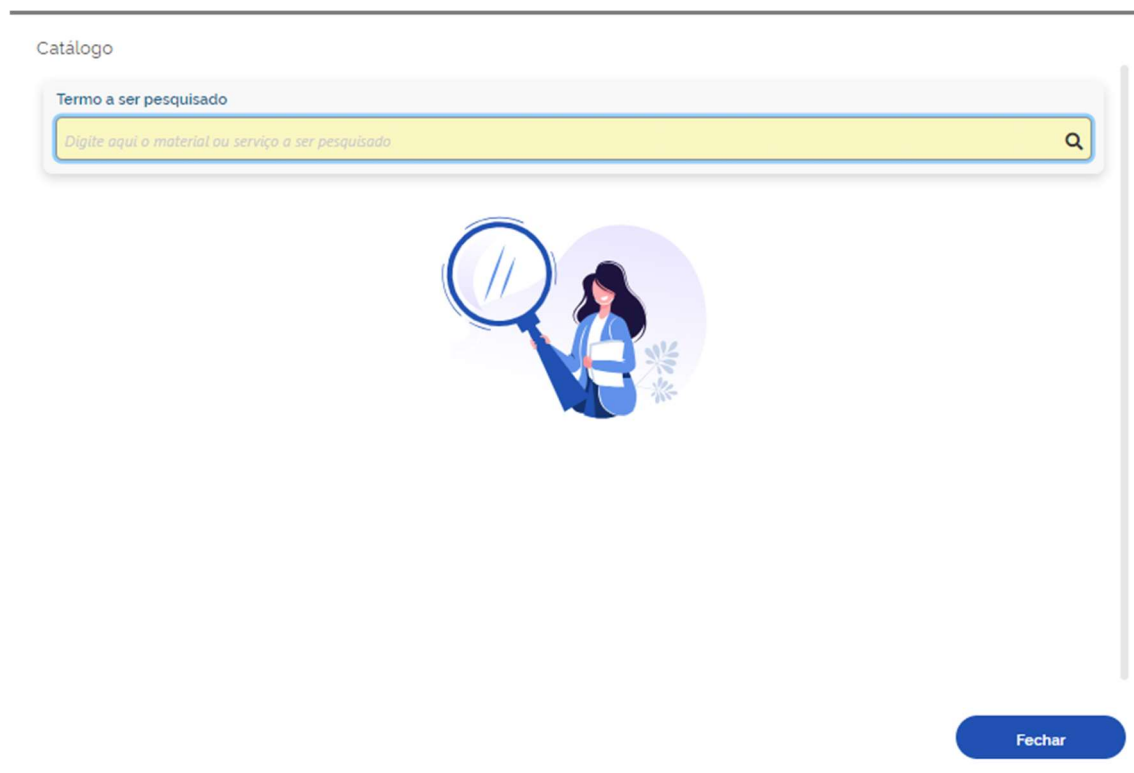 Catálogo
Termo a ser pesquisado
Digite aqui o material ou serviço a ser pesquisado
Fechar